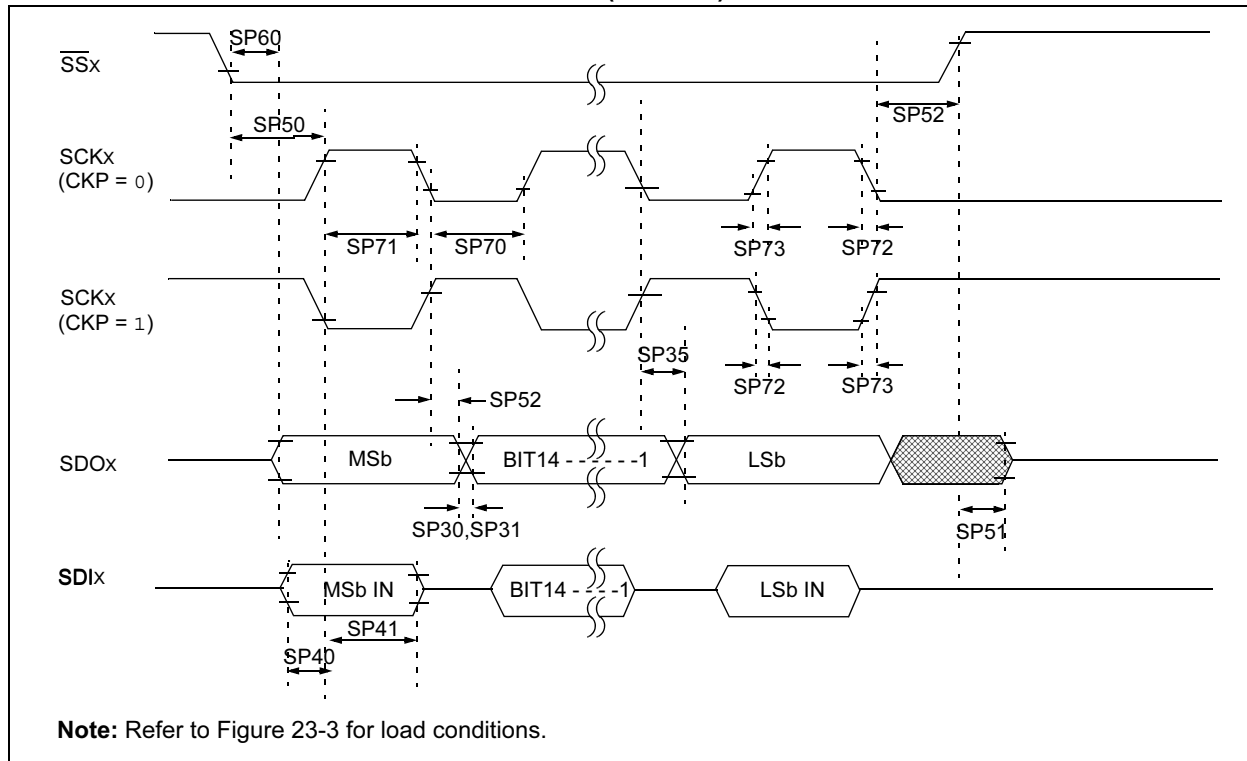 SP60
SSx
SP52
SP50
SCKx
(CKP = 0)
SP71
SP70
SP73
SP72
SCKx
(CKP = 1)
SP35
SP72
SP73
SP52
SDOx
MSb
BIT14 - - - - - -1
LSb
SP30,SP31
SP51
SDIx
MSb IN
BIT14 - - - -1
LSb IN
SP41
SP40
Note: Refer to Figure 23-3 for load conditions.